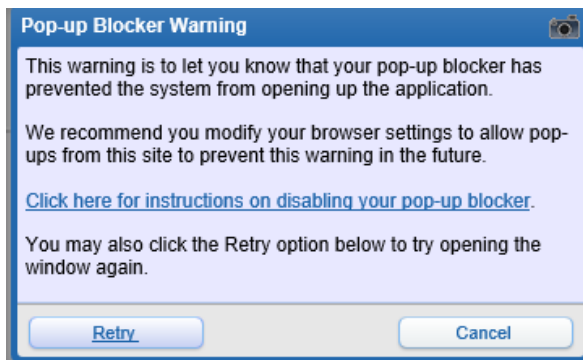 Pop-up Blocker Warning
This warning is to let you know that your pop-up blocker has
prevented the system from opening up the application.
We recommend you modify your browser settings to allow pop-
ups from this site to prevent this warning in the future.
Click here for instructions on disabling your pop-up blocker.
You may also click the Retry option below to try opening the
window again.
Retry
Cancel